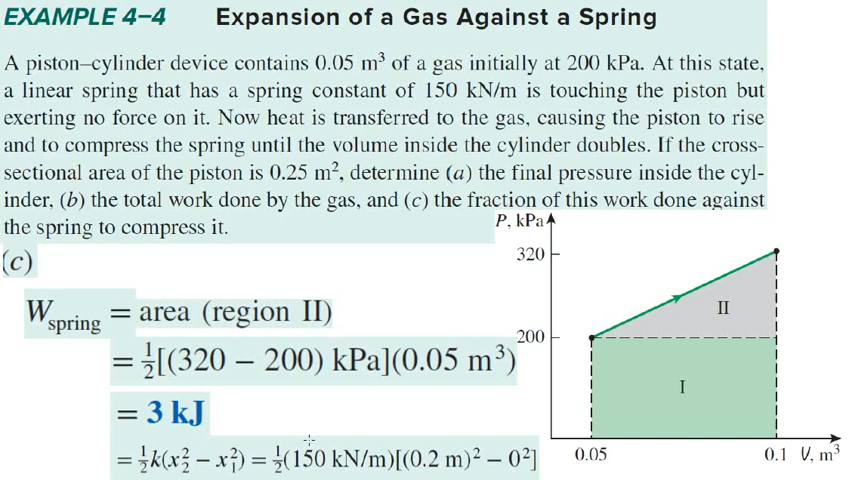 EXAMPLE 4–4 Expansion of a Gas Against a Spring
A piston–cylinder device contains 0.05 m³ of a gas initially at 200 kPa. At this state,
a linear spring that has a spring constant of 150 kN/m is touching the piston but
exerting no force on it. Now heat is transferred to the gas, causing the piston to rise
and to compress the spring until the volume inside the cylinder doubles. If the cross-
sectional area of the piston is 0.25 m², determine (a) the final pressure inside the cyl-
inder, (b) the total work done by the gas, and (c) the fraction of this work done against
the spring to compress it.
(c)
W_spring = area (region II)
= ½[(320 − 200) kPa](0.05 m³)
= 3 kJ
= ½k(x₂² − x₁²) = ½(150 kN/m)[(0.2 m)² − 0²]
P, kPa
320
II
200
I
0.05 0.1 V, m³